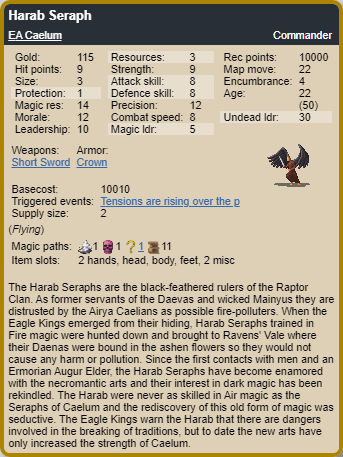 Harab Seraph
EA Caelum Commander
Gold: 115 Resources: 3 Rec points: 10000
Hit points: 9 Strength: 9 Map move: 22
Size: 3 Attack skill: 8 Encumbrance: 4
Protection: 1 Defence skill: 8 Age: 22
Magic res: 14 Precision: 12 (50)
Morale: 12 Combat speed: 8 Undead ldr: 30
Leadership: 10 Magic ldr: 5
Weapons: Armor:
Short Sword Crown
Basecost: 10010
Triggered events: Tensions are rising over the p
Supply size: 2
(Flying)
Magic paths: 1 1 ?1 11
Item slots: 2 hands, head, body, feet, 2 misc
The Harab Seraphs are the black-feathered rulers of the Raptor
Clan. As former servants of the Daevas and wicked Mainyus they are
distrusted by the Airya Caelians as possible fire-polluters. When the
Eagle Kings emerged from their hiding, Harab Seraphs trained in
Fire magic were hunted down and brought to Ravens' Vale where
their Daenas were bound in the ashen flowers so they would not
cause any harm or pollution. Since the first contacts with men and an
Ermorian Augur Elder, the Harab Seraphs have become enamored
with the necromantic arts and their interest in dark magic has been
rekindled. The Harab were never as skilled in Air magic as the
Seraphs of Caelum and the rediscovery of this old form of magic was
seductive. The Eagle Kings warn the Harab that there are dangers
involved in the breaking of traditions, but to date the new arts have
only increased the strength of Caelum.